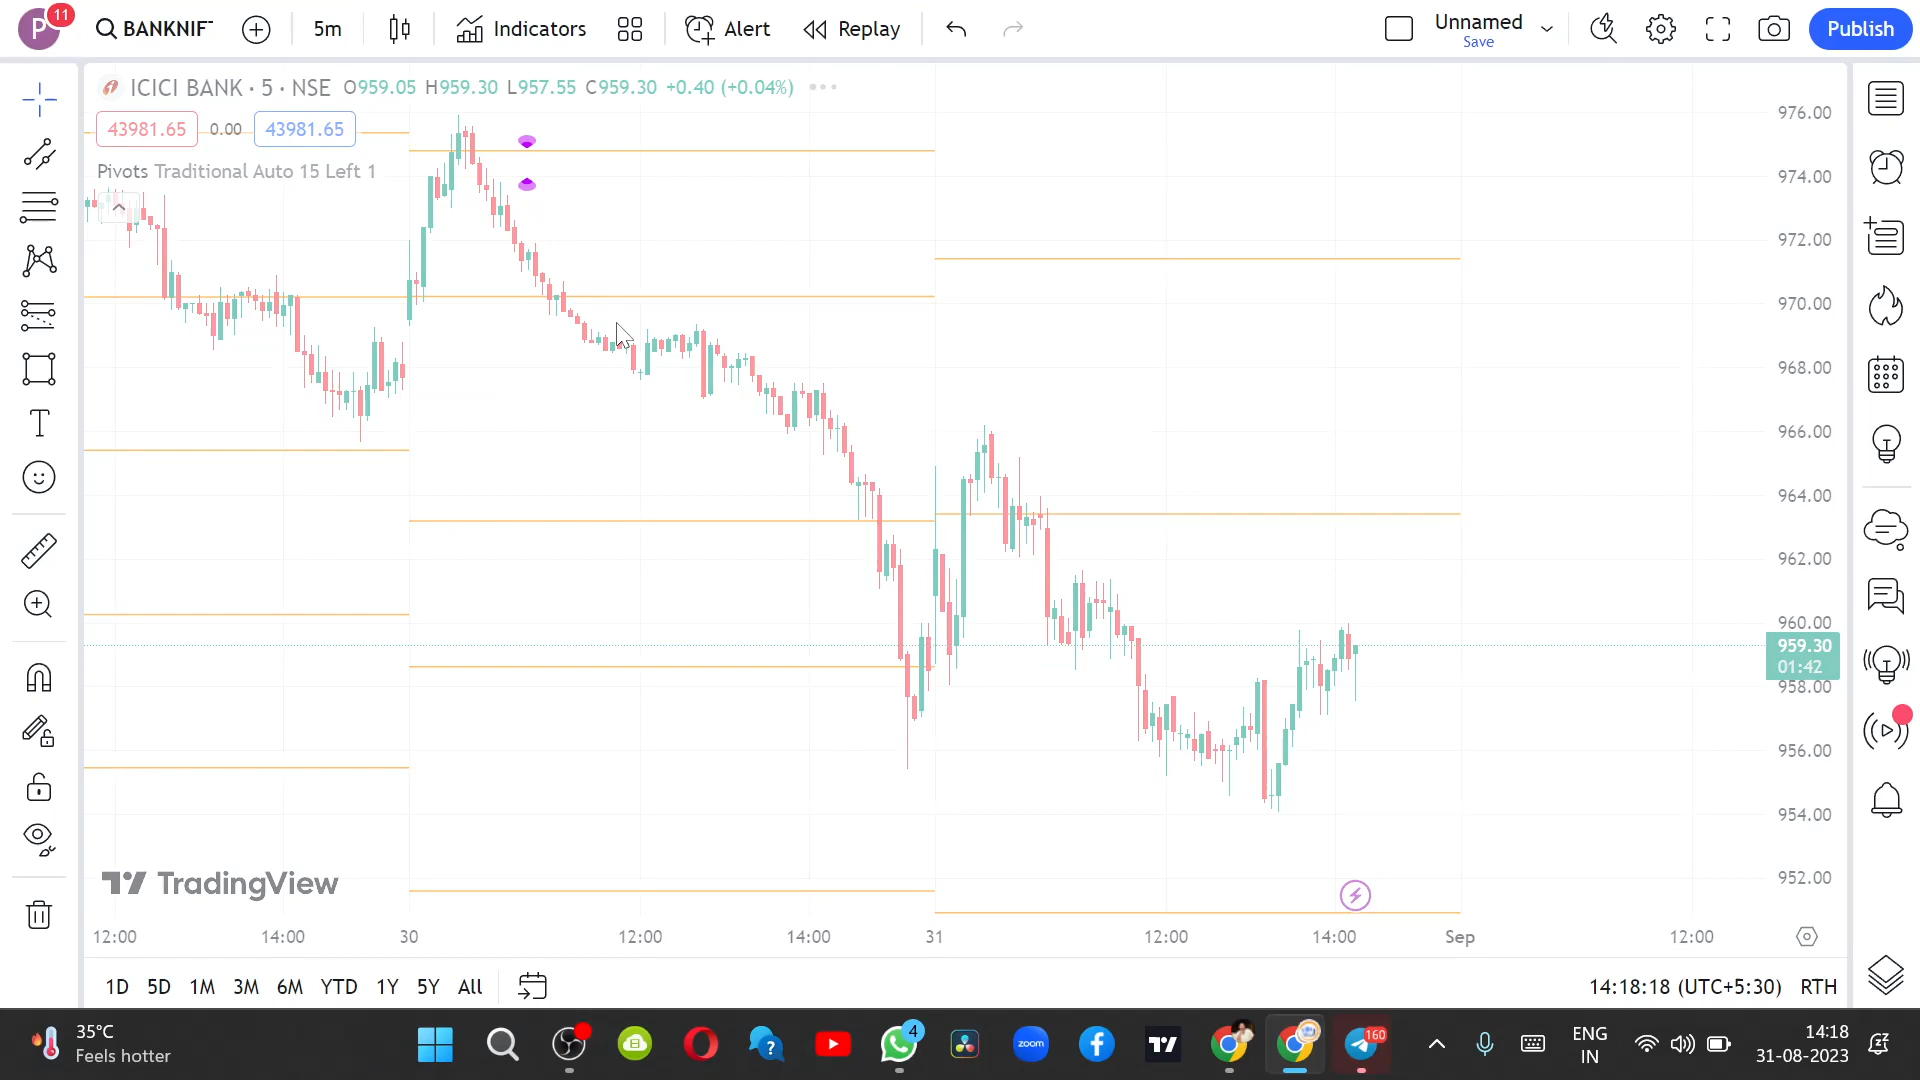 P 11 BANKNIF 5m Indicators Alert Replay Unnamed Save Publish
ICICI BANK · 5 · NSE O959.05 H959.30 L957.55 C959.30 +0.40 (+0.04%)
43981.65 0.00 43981.65
Pivots Traditional Auto 15 Left 1
976.00
974.00
972.00
970.00
968.00
966.00
964.00
962.00
960.00
959.30
01:42
958.00
956.00
954.00
952.00
TradingView
12:00 14:00 30 12:00 14:00 31 12:00 14:00 Sep 12:00
1D 5D 1M 3M 6M YTD 1Y 5Y All 14:18:18 (UTC+5:30) RTH
35°C
Feels hotter
4
zoom
160
ENG
IN
14:18
31-08-2023